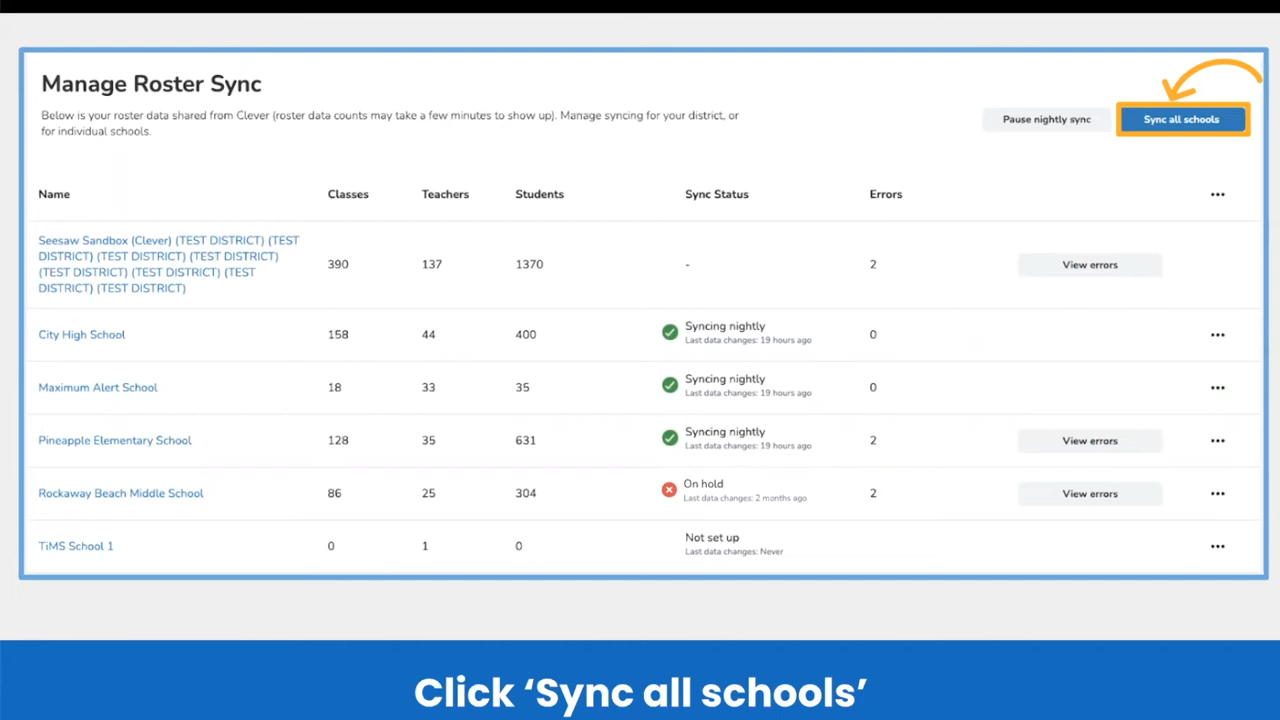 Manage Roster Sync
Below is your roster data shared from Clever (roster data counts may take a few minutes to show up). Manage syncing for your district, or
for individual schools.
Pause nightly sync
Sync all schools
Name Classes Teachers Students Sync Status Errors •••
Seesaw Sandbox (Clever) (TEST DISTRICT) (TEST
DISTRICT) (TEST DISTRICT) (TEST DISTRICT)
(TEST DISTRICT) (TEST DISTRICT) (TEST
DISTRICT) (TEST DISTRICT)
390 137 1370 - 2 View errors
City High School 158 44 400 Syncing nightly 0 •••
Last data changes: 19 hours ago
Maximum Alert School 18 33 35 Syncing nightly 0 •••
Last data changes: 19 hours ago
Pineapple Elementary School 128 35 631 Syncing nightly 2 View errors •••
Last data changes: 19 hours ago
Rockaway Beach Middle School 86 25 304 On hold 2 View errors •••
Last data changes: 2 months ago
TiMS School 1 0 1 0 Not set up •••
Last data changes: Never
Click ‘Sync all schools’